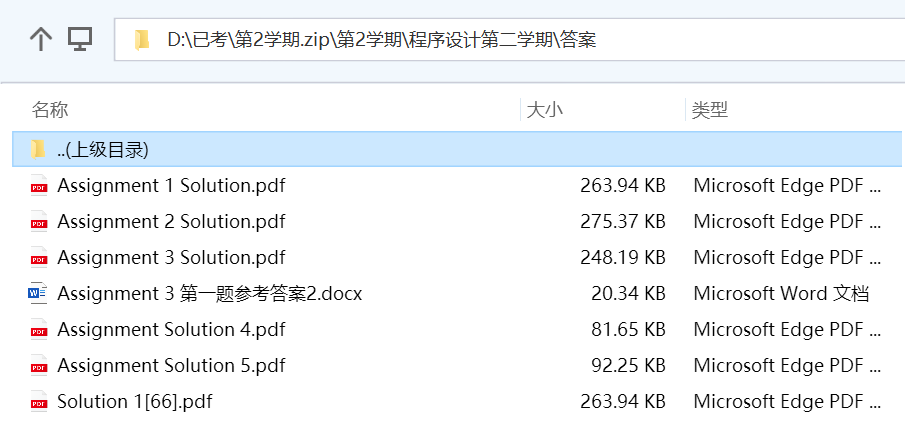 D:\已考\第2学期.zip\第2学期\程序设计第二学期\答案
名称 大小 类型
..(上级目录)
Assignment 1 Solution.pdf 263.94 KB Microsoft Edge PDF ...
Assignment 2 Solution.pdf 275.37 KB Microsoft Edge PDF ...
Assignment 3 Solution.pdf 248.19 KB Microsoft Edge PDF ...
Assignment 3 第一题参考答案2.docx 20.34 KB Microsoft Word 文档
Assignment Solution 4.pdf 81.65 KB Microsoft Edge PDF ...
Assignment Solution 5.pdf 92.25 KB Microsoft Edge PDF ...
Solution 1[66].pdf 263.94 KB Microsoft Edge PDF ...